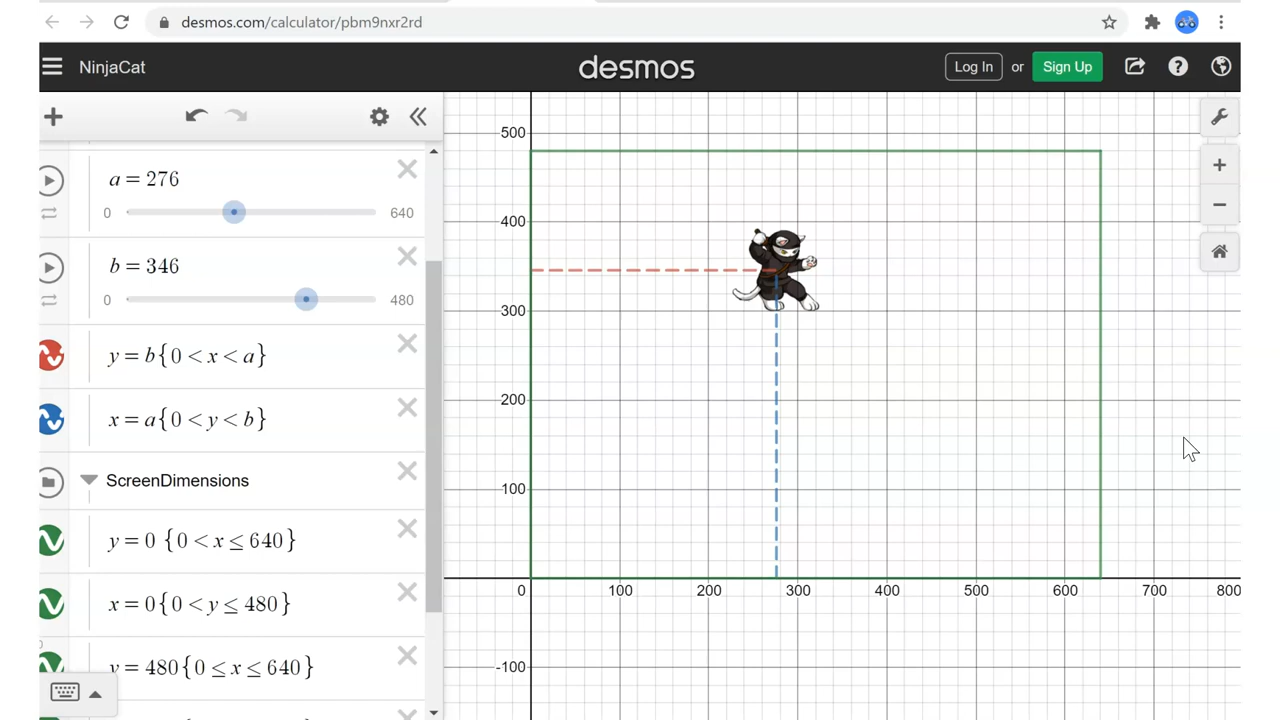 desmos.com/calculator/pbm9nxr2rd
NinjaCat
desmos
Log In or Sign Up
a = 276
0 640
b = 346
0 480
y = b{0 < x < a}
x = a{0 < y < b}
ScreenDimensions
y = 0 {0 < x ≤ 640}
x = 0{0 < y ≤ 480}
y = 480{0 ≤ x ≤ 640}
500
400
300
200
100
0 100 200 300 400 500 600 700 800
-100